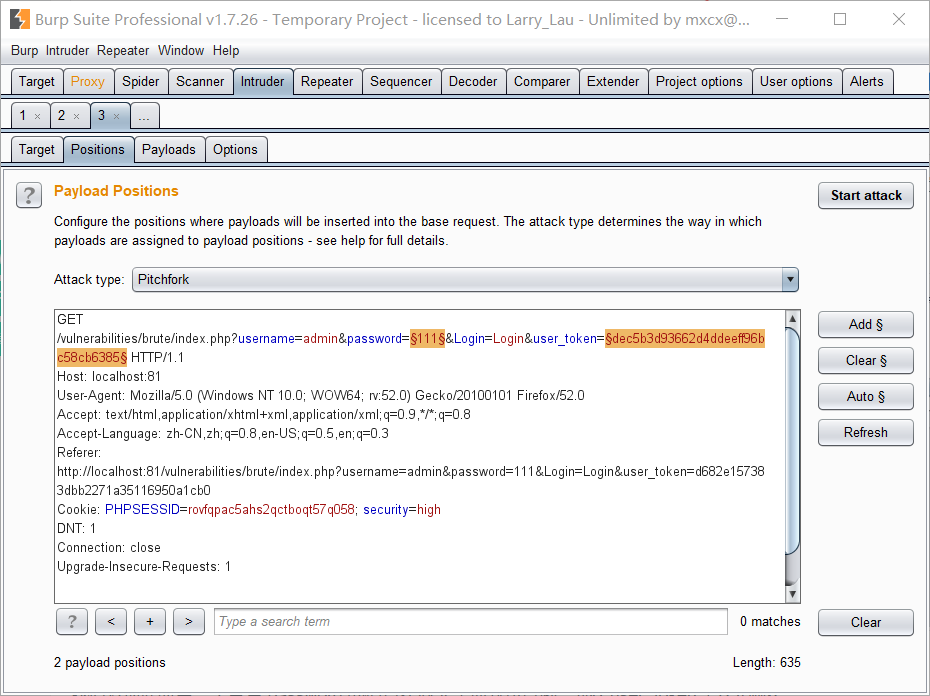 Burp Suite Professional v1.7.26 - Temporary Project - licensed to Larry_Lau - Unlimited by mxcx@...
Burp Intruder Repeater Window Help
Target Proxy Spider Scanner Intruder Repeater Sequencer Decoder Comparer Extender Project options User options Alerts
1 × 2 × 3 × ...
Target Positions Payloads Options
? Payload Positions
Start attack
Configure the positions where payloads will be inserted into the base request. The attack type determines the way in which
payloads are assigned to payload positions - see help for full details.
Attack type: Pitchfork
GET
/vulnerabilities/brute/index.php?username=admin&password=§111§&Login=Login&user_token=§dec5b3d93662d4ddeeff96b
c58cb6385§ HTTP/1.1
Host: localhost:81
User-Agent: Mozilla/5.0 (Windows NT 10.0; WOW64; rv:52.0) Gecko/20100101 Firefox/52.0
Accept: text/html,application/xhtml+xml,application/xml;q=0.9,*/*;q=0.8
Accept-Language: zh-CN,zh;q=0.8,en-US;q=0.5,en;q=0.3
Referer:
http://localhost:81/vulnerabilities/brute/index.php?username=admin&password=111&Login=Login&user_token=d682e15738
3dbb2271a35116950a1cb0
Cookie: PHPSESSID=rovfqpac5ahs2qctboqt57q058; security=high
DNT: 1
Connection: close
Upgrade-Insecure-Requests: 1
Add §
Clear §
Auto §
Refresh
? < + > Type a search term 0 matches Clear
2 payload positions Length: 635